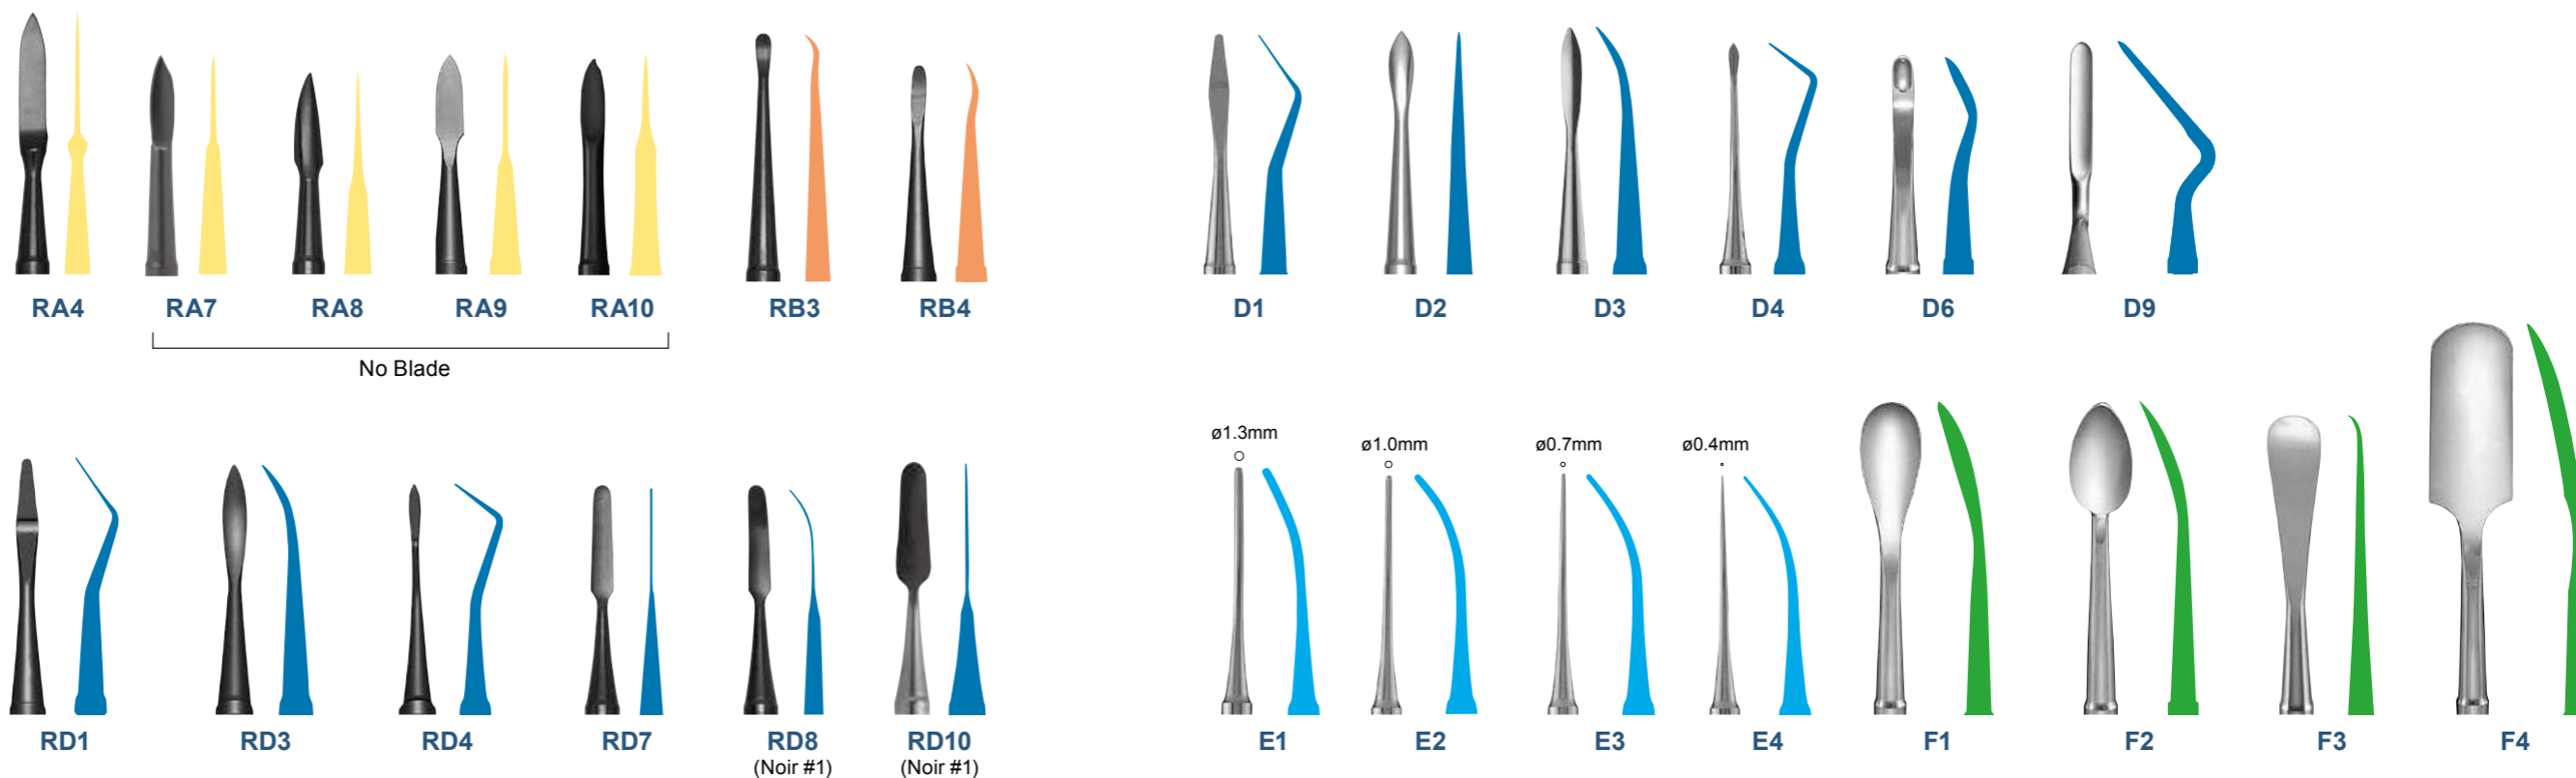 RA4 RA7 RA8 RA9 RA10 RB3 RB4
No Blade
D1 D2 D3 D4 D6 D9
RD1 RD3 RD4 RD7 RD8 RD10
(Noir #1) (Noir #1)
ø1.3mm ø1.0mm ø0.7mm ø0.4mm
E1 E2 E3 E4 F1 F2 F3 F4